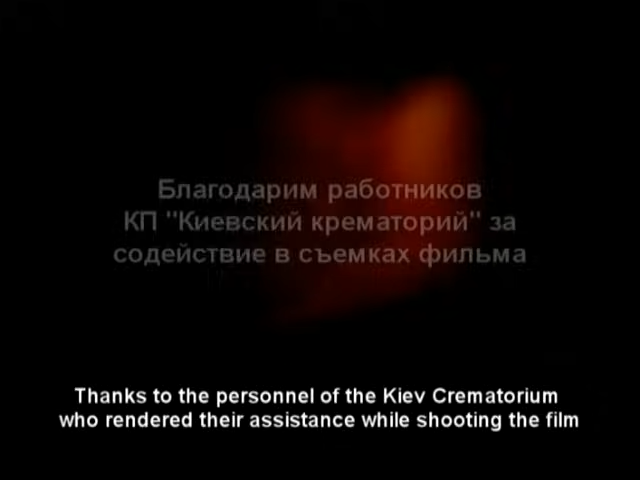 Благодарим работников
КП "Киевский крематорий" за
содействие в съемках фильма
Thanks to the personnel of the Kiev Crematorium
who rendered their assistance while shooting the film